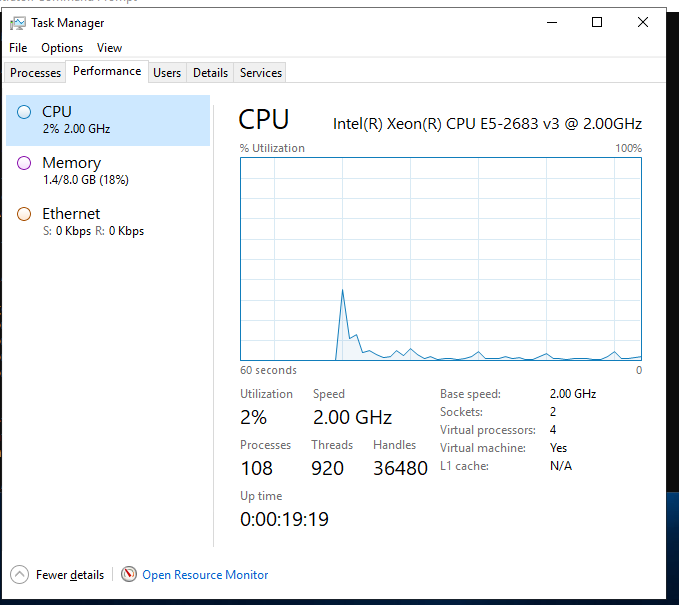 Task Manager
File Options View
Processes Performance Users Details Services
CPU
2% 2.00 GHz
Memory
1.4/8.0 GB (18%)
Ethernet
S: 0 Kbps R: 0 Kbps
CPU
Intel(R) Xeon(R) CPU E5-2683 v3 @ 2.00GHz
% Utilization 100%
60 seconds 0
Utilization Speed
2% 2.00 GHz
Processes Threads Handles
108 920 36480
Up time
0:00:19:19
Base speed: 2.00 GHz
Sockets: 2
Virtual processors: 4
Virtual machine: Yes
L1 cache: N/A
Fewer details
Open Resource Monitor